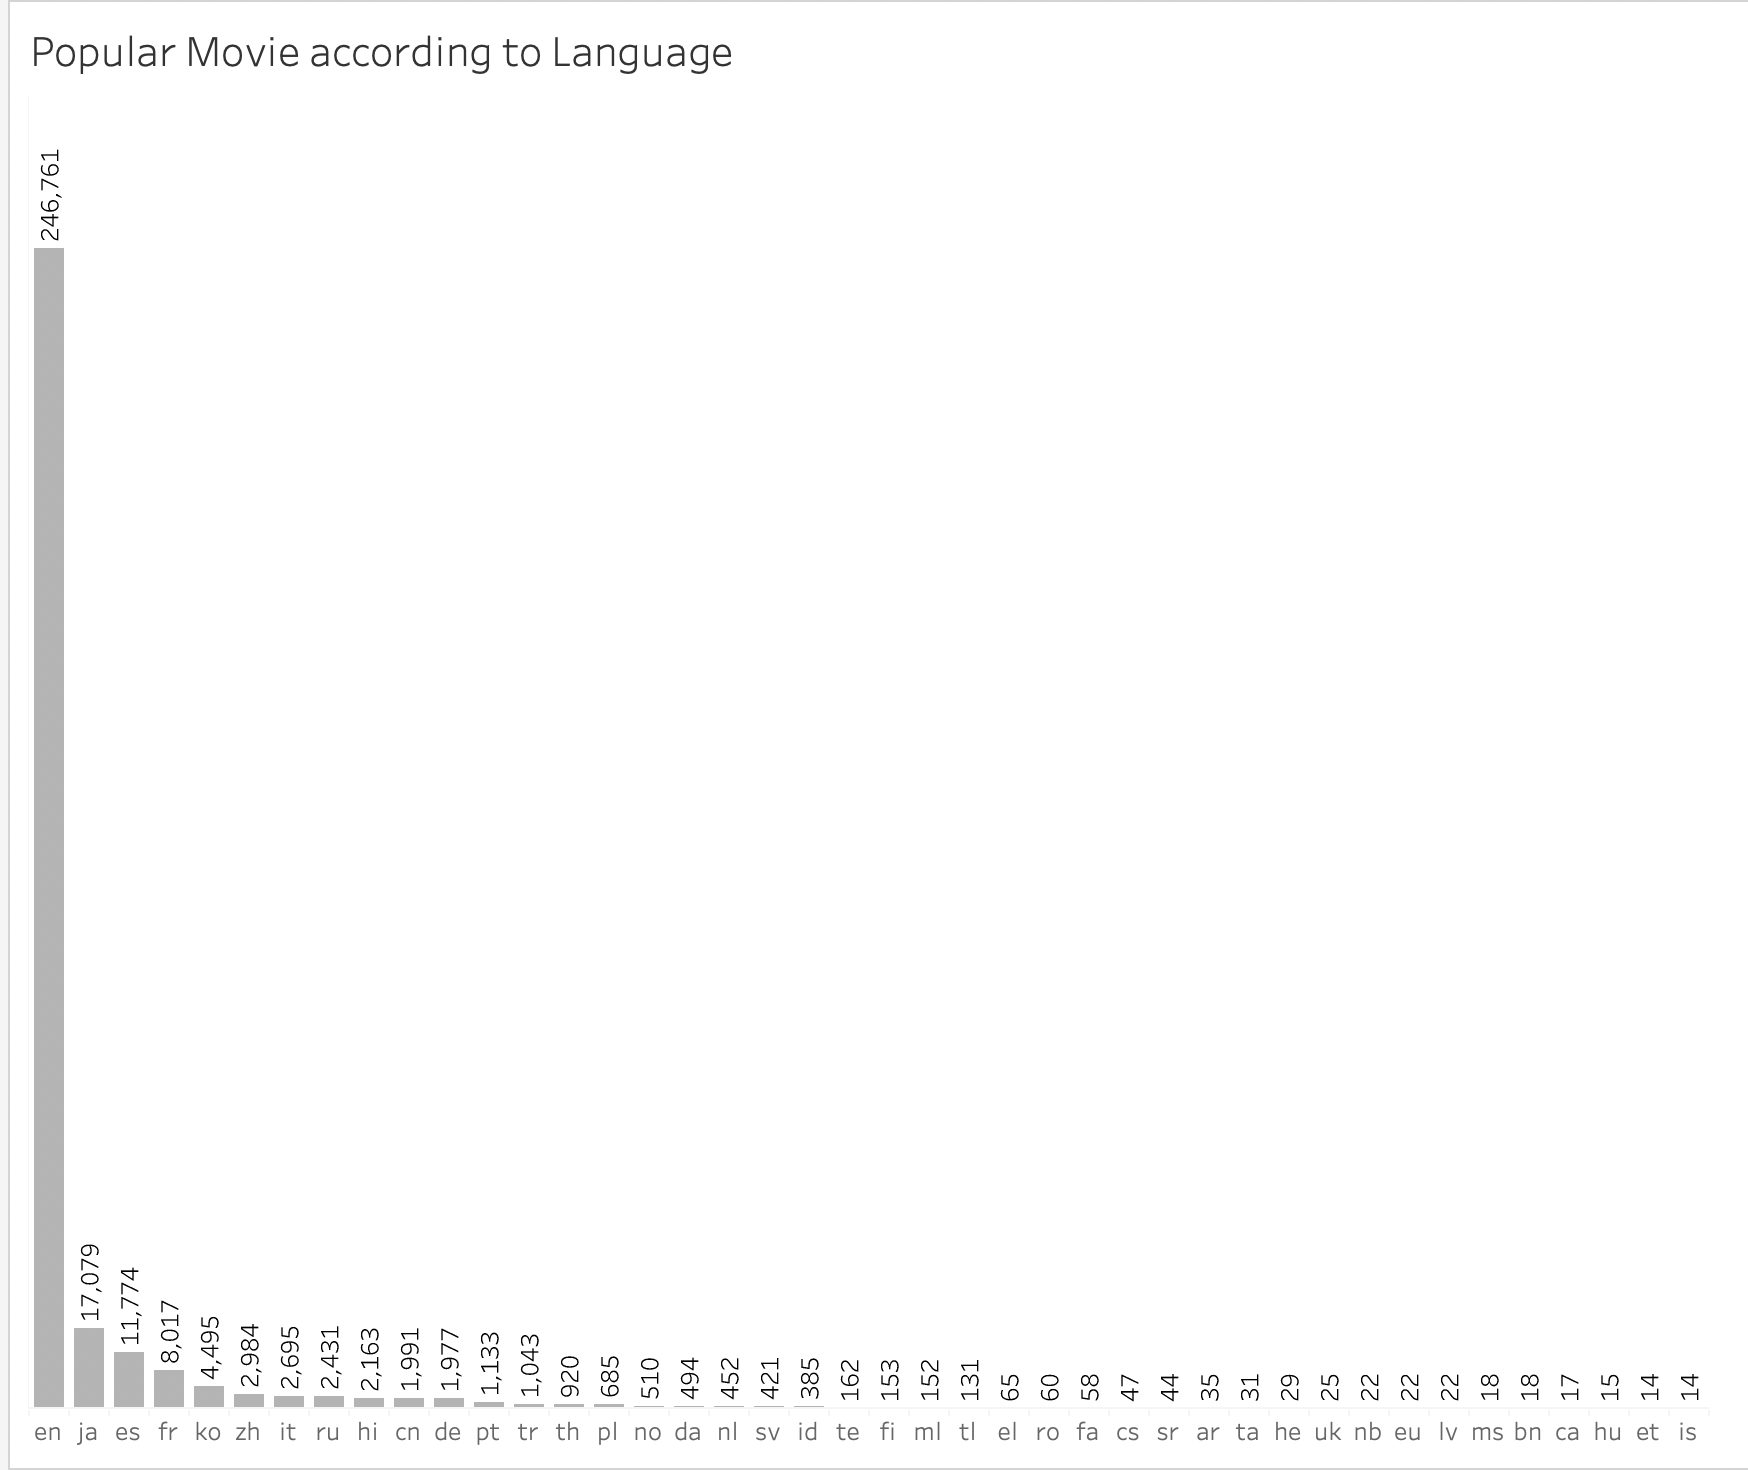 Popular Movie according to Language
246,761 17,079 11,774 8,017 4,495 2,984 2,695 2,431 2,163 1,991 1,977 1,133 1,043 920 685 510 494 452 421 385 162 153 152 131 65 60 58 47 44 35 31 29 25 22 22 22 18 18 17 15 14 14
en ja es fr ko zh it ru hi cn de pt tr th pl no da nl sv id te fi ml tl el ro fa cs sr ar ta he uk nb eu lv ms bn ca hu et is